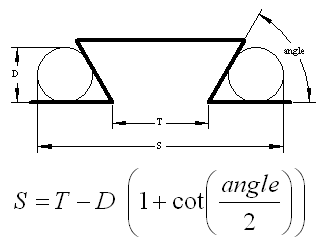 angle
D
T
S
S = T − D (1 + cot(angle/2))